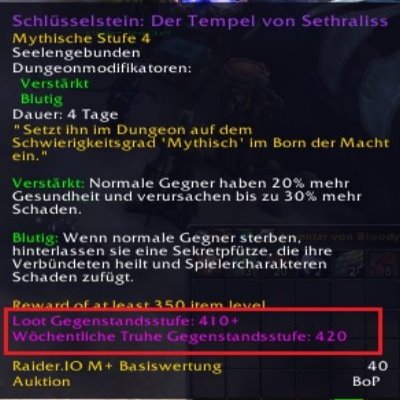 Schlüsselstein: Der Tempel von Sethraliss
Mythische Stufe 4
Seelengebunden
Dungeonmodifikatoren:
Verstärkt
Blutig
Dauer: 4 Tage
"Setzt ihn im Dungeon auf dem
Schwierigkeitsgrad 'Mythisch' im Born der Macht
ein."
Verstärkt: Normale Gegner haben 20% mehr
Gesundheit und verursachen bis zu 30% mehr
Schaden.
Blutig: Wenn normale Gegner sterben,
hinterlassen sie eine Sekretpfütze, die ihre
Verbündeten heilt und Spielercharakteren
Schaden zufügt.
Reward of at least 350 item level
Loot Gegenstandsstufe: 410+
Wöchentliche Truhe Gegenstandsstufe: 420
Raider.IO M+ Basiswertung 40
Auktion BoP